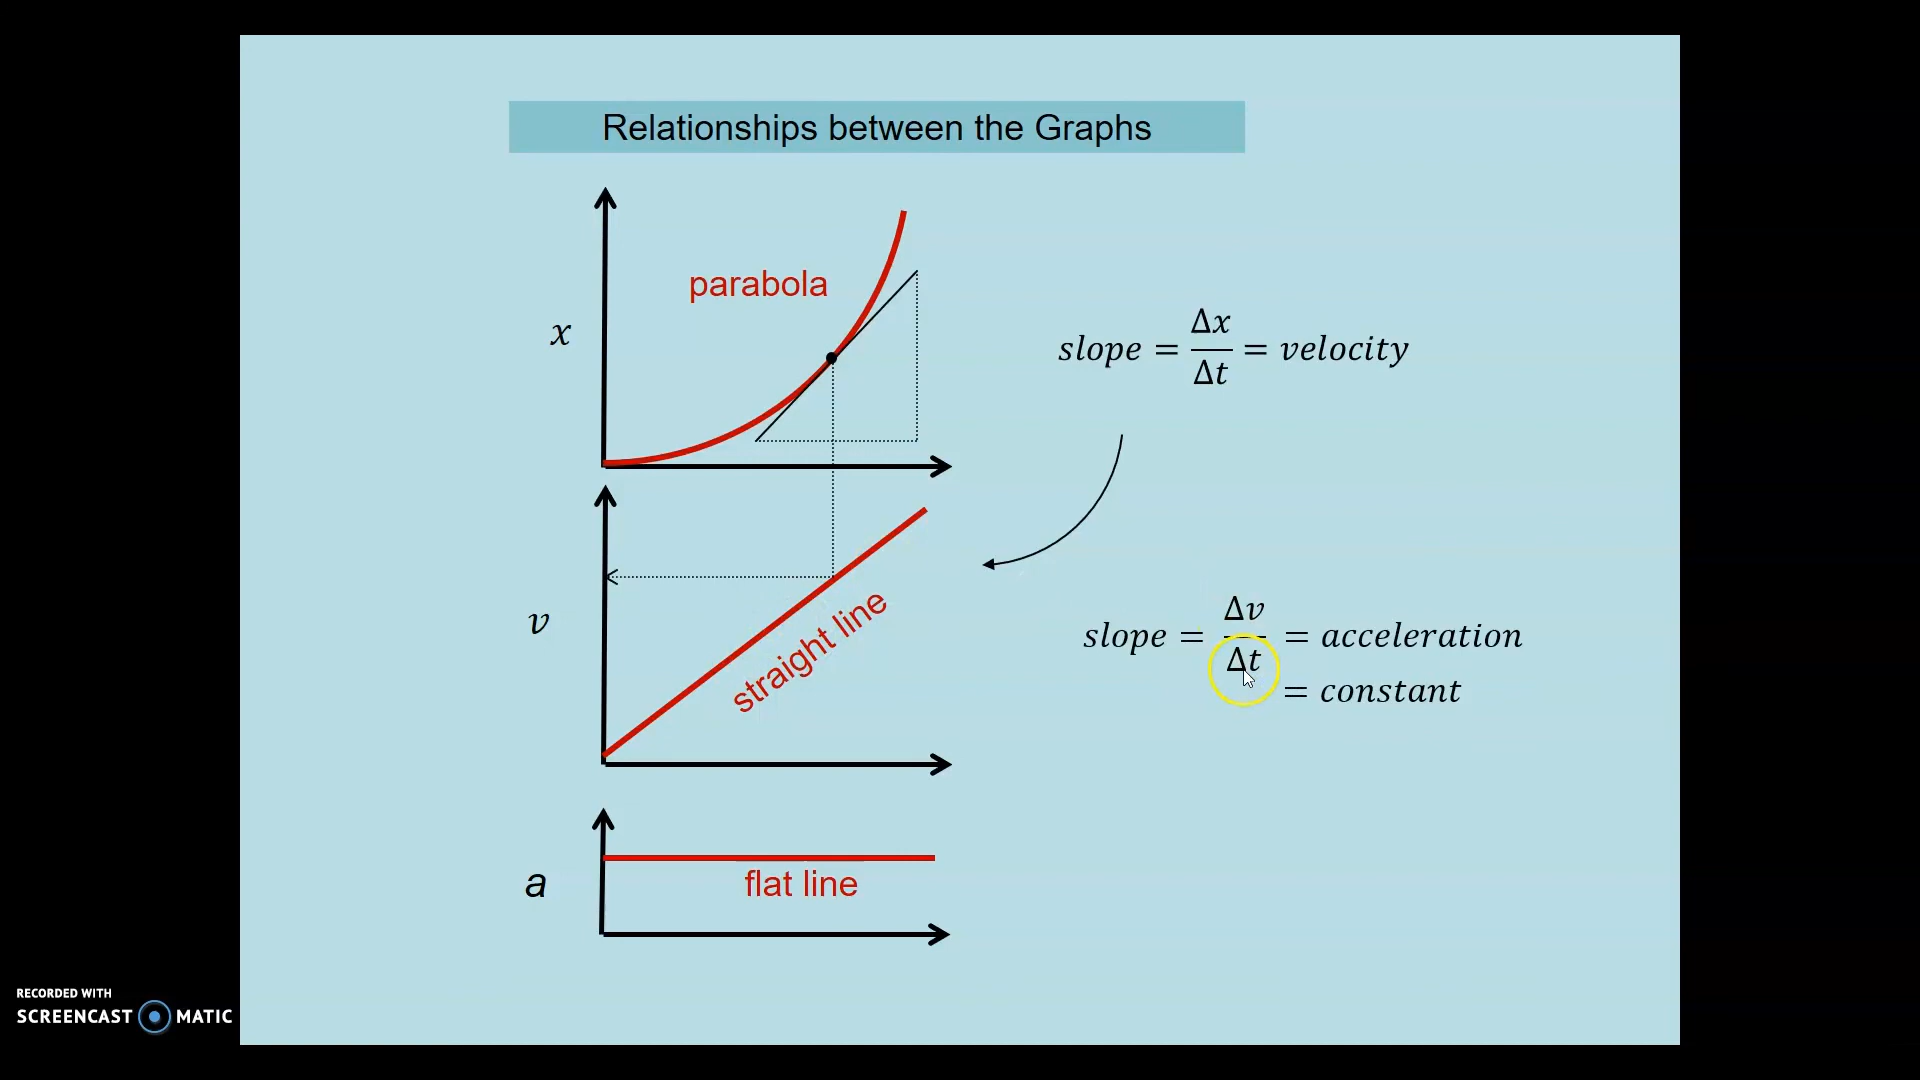 Relationships between the Graphs
parabola
x
slope = Δx/Δt = velocity
v
straight line
slope = Δv/Δt = acceleration
= constant
a
flat line
RECORDED WITH
SCREENCAST MATIC